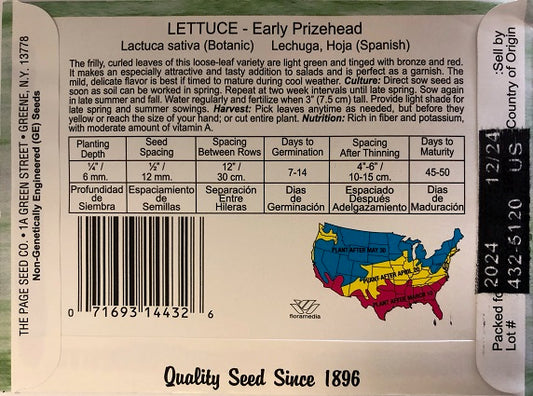 LETTUCE - Early Prizehead
Lactuca sativa (Botanic) Lechuga, Hoja (Spanish)
The frilly, curled leaves of this loose-leaf variety are light green and tinged with bronze and red.
It makes an especially attractive and tasty addition to salads and is perfect as a garnish. The
mild, delicate flavor is best if timed to mature during cool weather. Culture: Direct sow seed as
soon as soil can be worked in spring. Repeat at two week intervals until late spring. Sow again
in late summer and fall. Water regularly and fertilize when 3" (7.5 cm) tall. Provide light shade for
late spring and summer sowings. Harvest: Pick leaves anytime as needed, but before they
yellow or reach the size of your hand; or cut entire plant. Nutrition: Rich in fiber and potassium,
with moderate amount of vitamin A.
Planting Depth Seed Spacing Spacing Between Rows Days to Germination Spacing After Thinning Days to Maturity
¼"/ 6 mm. ½"/ 12 mm. 12"/ 30 cm. 7-14 4"-6"/ 10-15 cm. 45-50
Profundidad de Siembra Espaciamiento de Semillas Separación Entre Hileras Dias de Germinación Espaciado Después Adelgazamiento Dias de Maduración
0 71693 14432 6
floramedia
PLANT AFTER MAY 30
PLANT AFTER APRIL 20
PLANT AFTER MARCH 10
Quality Seed Since 1896
THE PAGE SEED CO. • 1A GREEN STREET • GREENE, N.Y. 13778
Non-Genetically Engineered (GE) Seeds
Packed for 2024 12/24 Sell by:
Lot # 432-5120 US Country of Origin